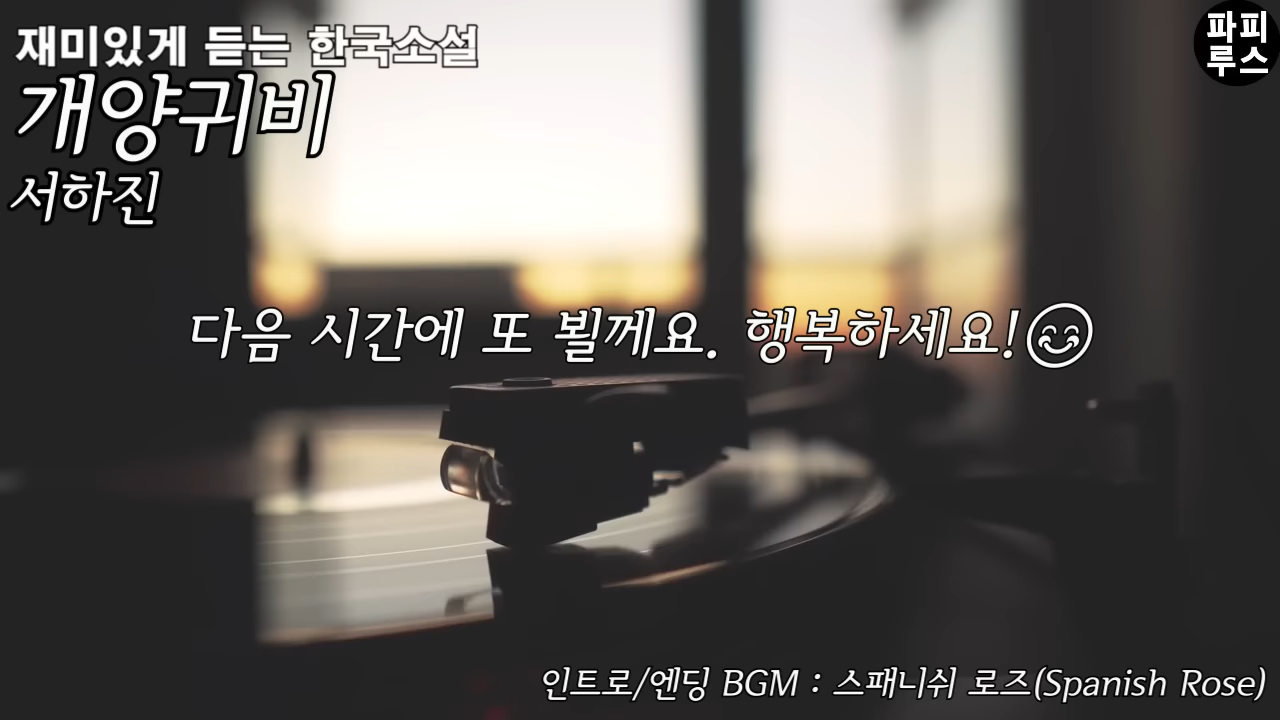 재미있게 듣는 한국소설
파피
루스
개양귀비
서하진
다음 시간에 또 뵐께요. 행복하세요!😊
인트로/엔딩 BGM : 스패니쉬 로즈(Spanish Rose)